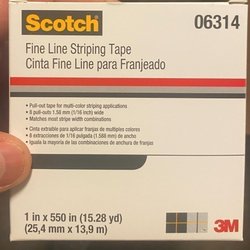 Scotch™ 06314
Fine Line Striping Tape
Cinta Fine Line para Franjeado
• Pull-out tape for multi-color striping applications
• 8 pull-outs 1.58 mm (1/16 inch) wide
• Matches most stripe width combinations
• Cinta extraible para aplicar franjas de multiples colores
• 8 extracciones de 1/16 pulgada (1.588 mm) de ancho
• Iguala la mayoría de las combinaciones de anchura de franjas
1 in x 550 in (15.28 yd)
(25,4 mm x 13,9 m)
3M